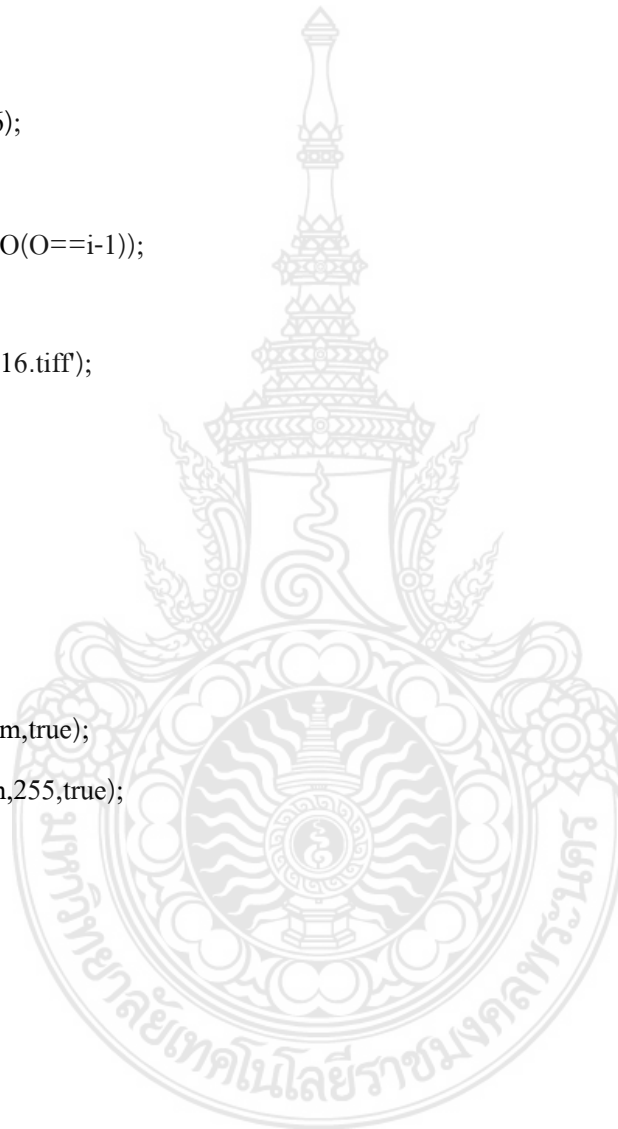 );
O(O==i-1));
16.tiff');
m,true);
,255,true);
มหาวิทยาลัยเทคโนโลยีราชมงคลพระนคร